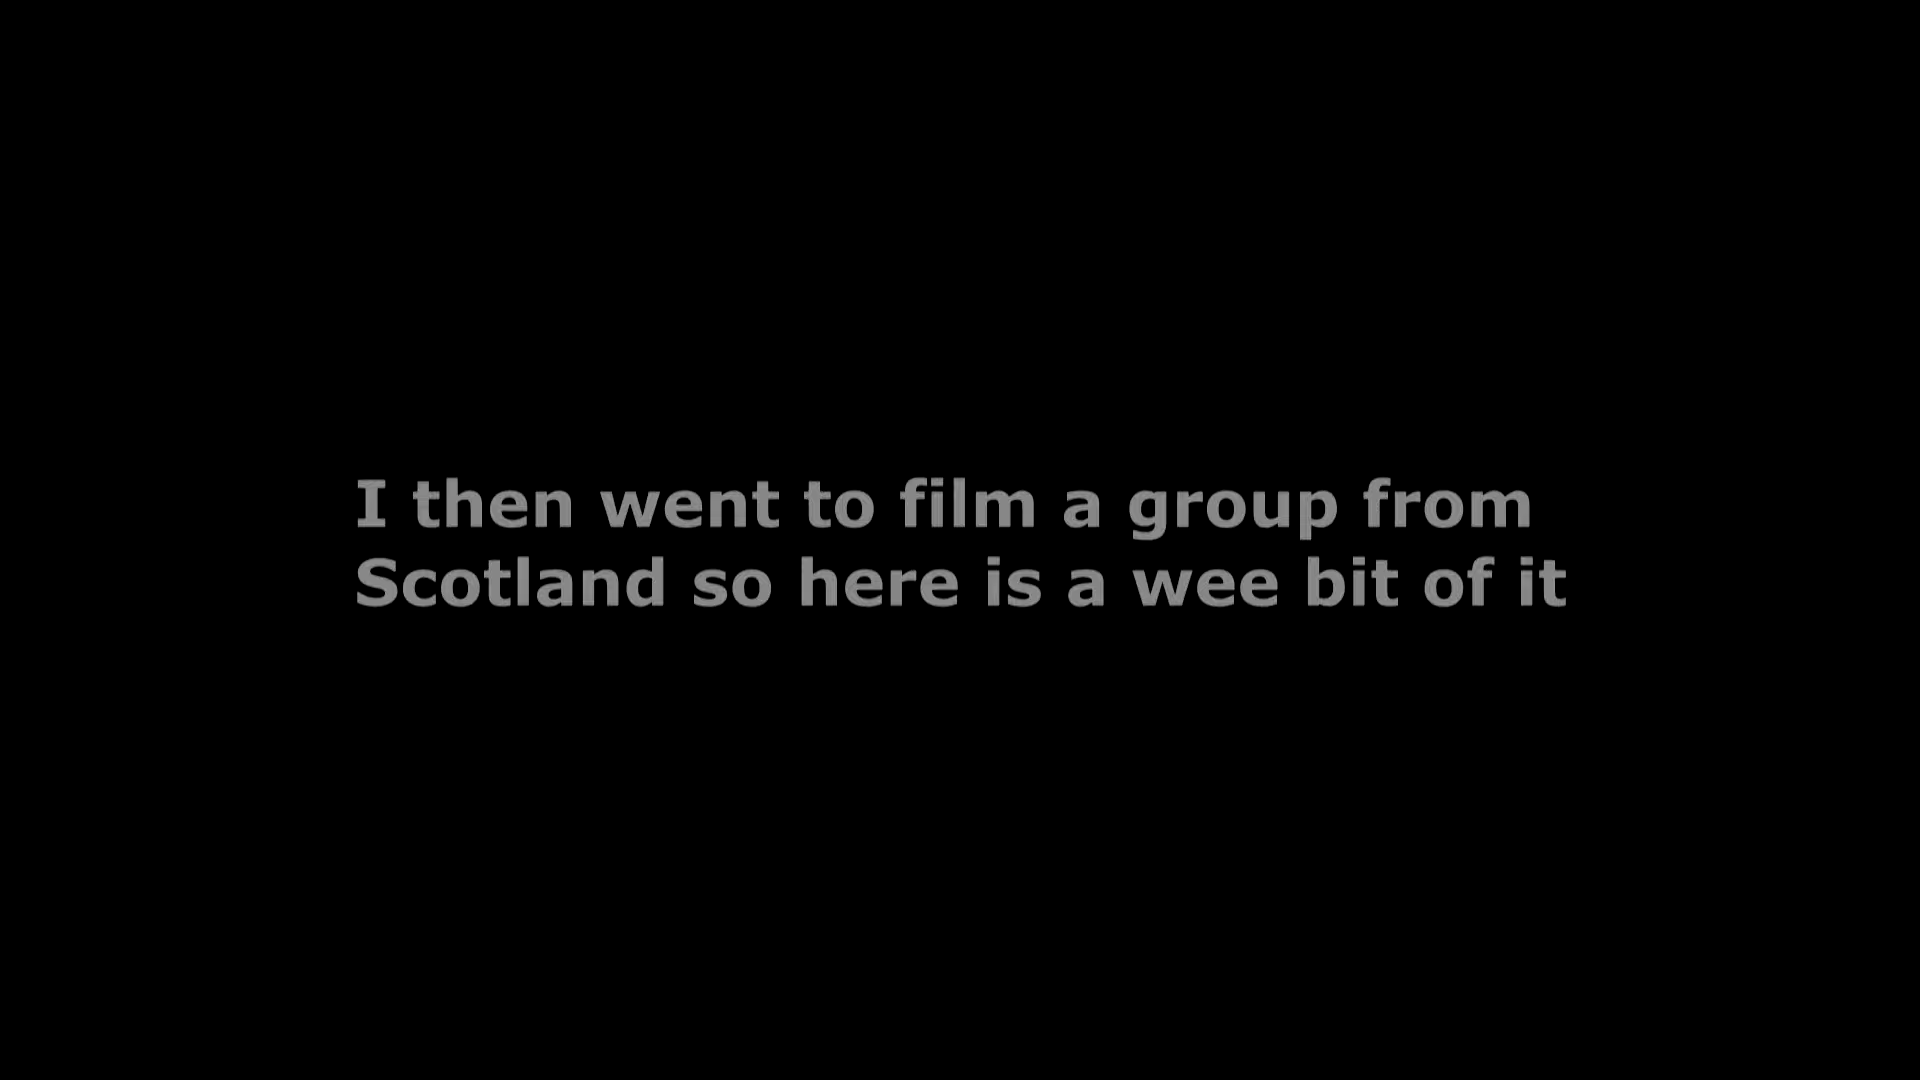 I then went to film a group from
Scotland so here is a wee bit of it